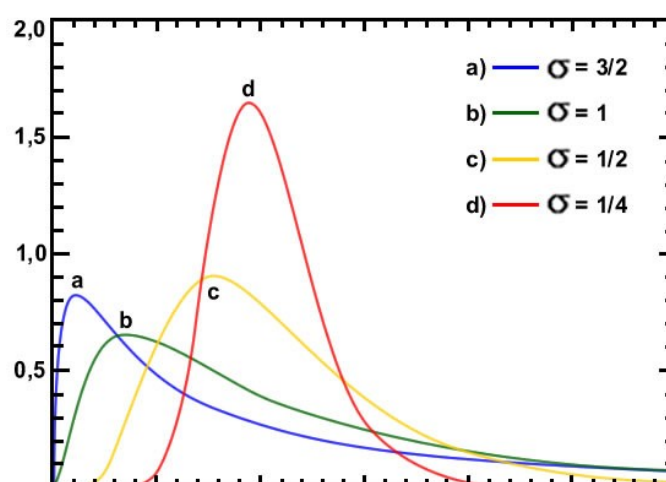 2,0
a) σ = 3/2
d
b) σ = 1
1,5
c) σ = 1/2
d) σ = 1/4
1,0
a
c
b
0,5